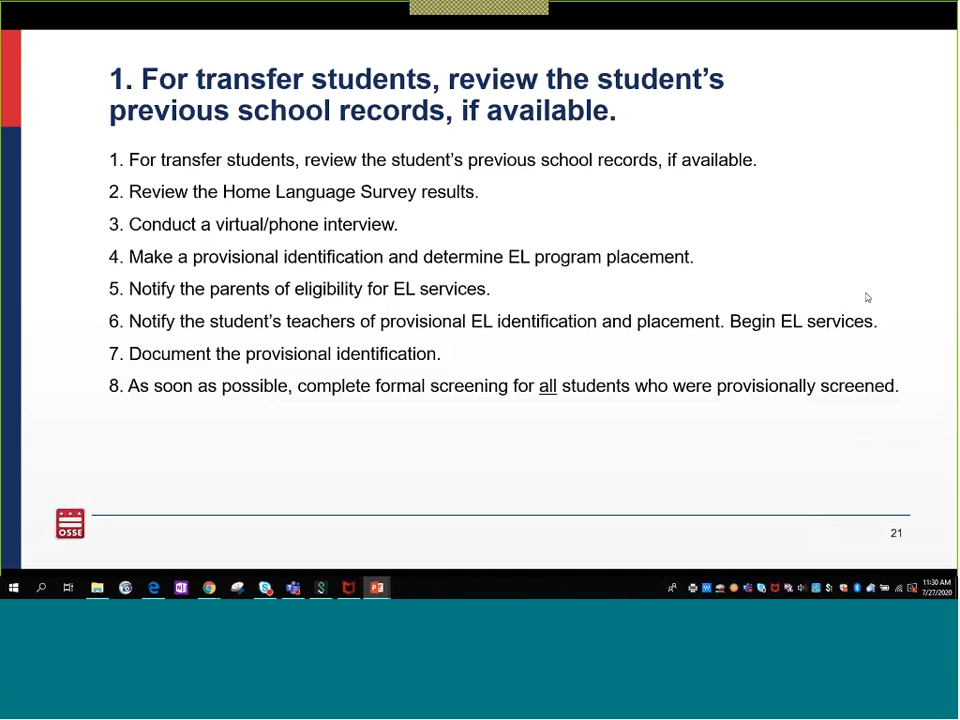 1. For transfer students, review the student’s
previous school records, if available.
1. For transfer students, review the student’s previous school records, if available.
2. Review the Home Language Survey results.
3. Conduct a virtual/phone interview.
4. Make a provisional identification and determine EL program placement.
5. Notify the parents of eligibility for EL services.
6. Notify the student’s teachers of provisional EL identification and placement. Begin EL services.
7. Document the provisional identification.
8. As soon as possible, complete formal screening for all students who were provisionally screened.
OSSE
21
11:30 AM
7/27/2020